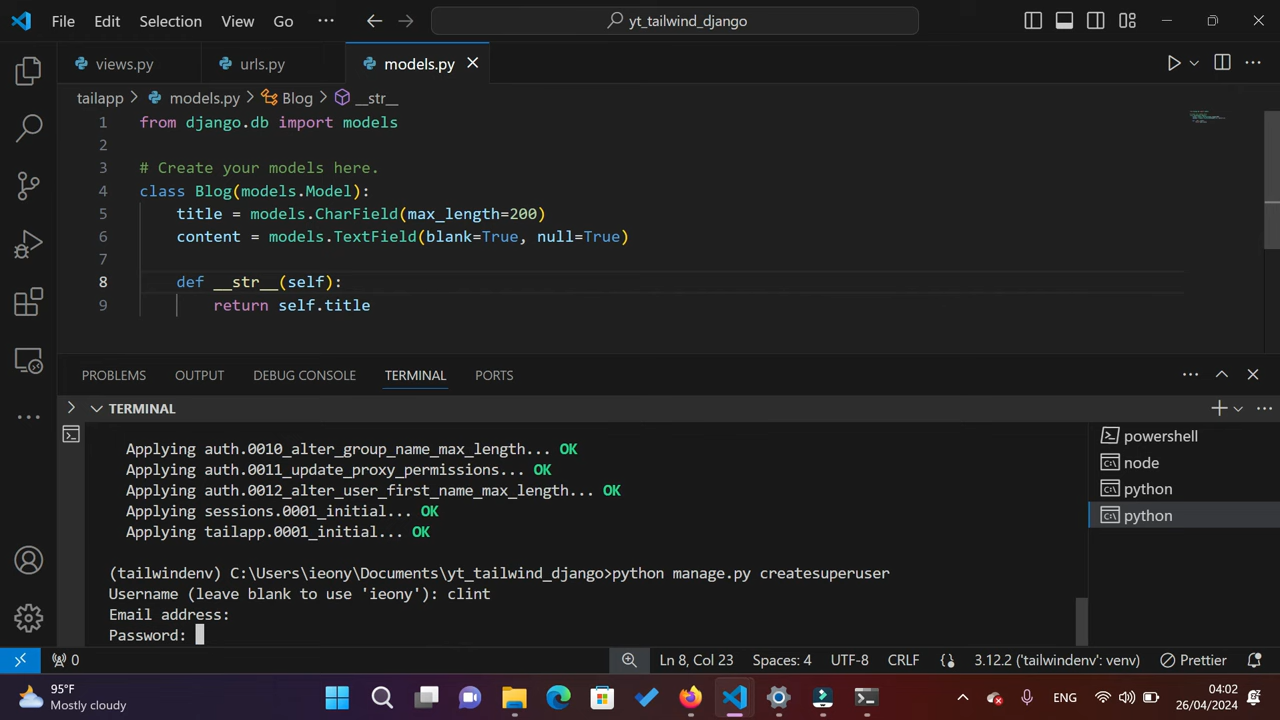 File Edit Selection View Go ··· yt_tailwind_django
views.py urls.py models.py
tailapp > models.py > Blog > __str__
1 from django.db import models
2
3 # Create your models here.
4 class Blog(models.Model):
5 title = models.CharField(max_length=200)
6 content = models.TextField(blank=True, null=True)
7
8 def __str__(self):
9 return self.title
PROBLEMS OUTPUT DEBUG CONSOLE TERMINAL PORTS
TERMINAL
Applying auth.0010_alter_group_name_max_length... OK
Applying auth.0011_update_proxy_permissions... OK
Applying auth.0012_alter_user_first_name_max_length... OK
Applying sessions.0001_initial... OK
Applying tailapp.0001_initial... OK
(tailwindenv) C:\Users\ieony\Documents\yt_tailwind_django>python manage.py createsuperuser
Username (leave blank to use 'ieony'): clint
Email address:
Password:
powershell
node
python
python
0 Ln 8, Col 23 Spaces: 4 UTF-8 CRLF {} 3.12.2 ('tailwindenv': venv) Prettier
95°F
Mostly cloudy
ENG
04:02
26/04/2024